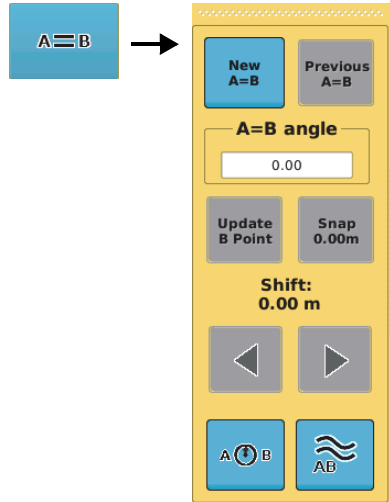 A=B
New Previous
A=B A=B
A=B angle
0.00
Update Snap
B Point 0.00m
Shift:
0.00 m
A B
AB